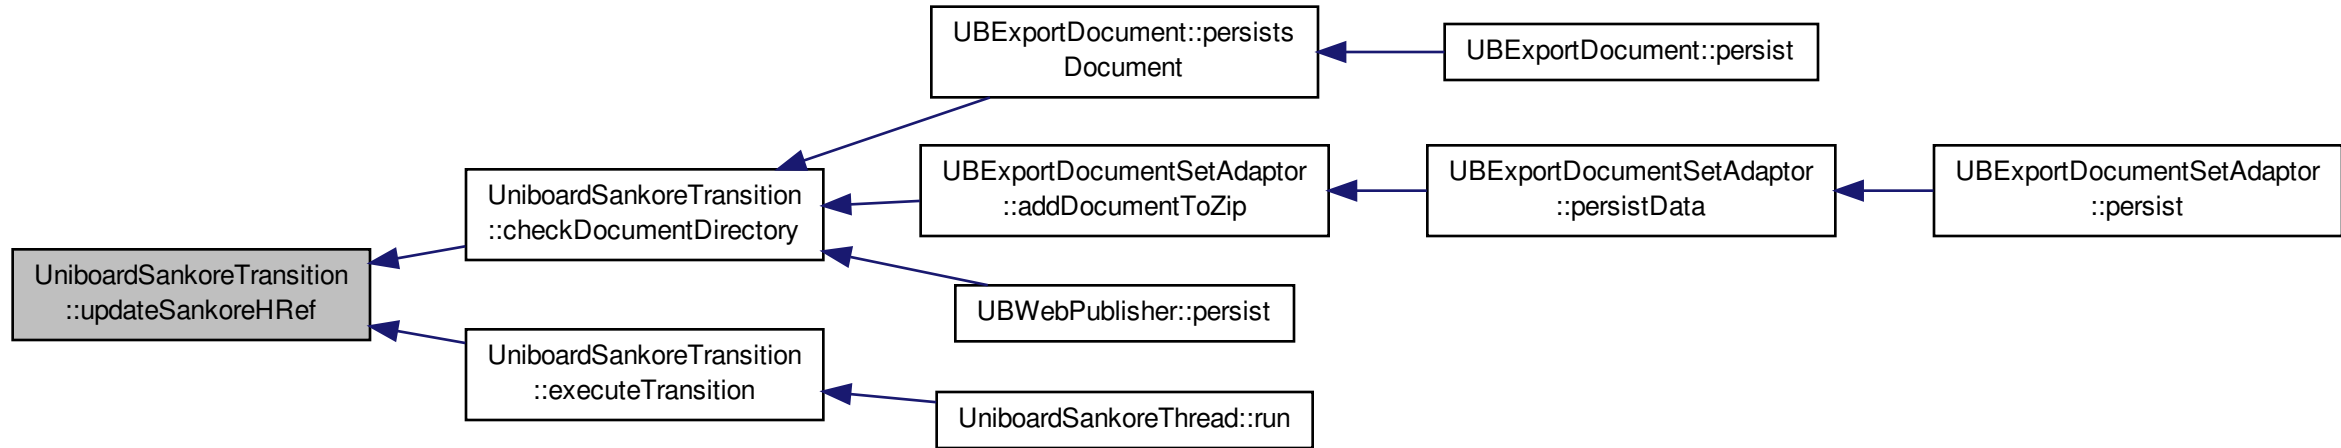 UBExportDocument::persists
Document
UBExportDocument::persist
UniboardSankoreTransition
::checkDocumentDirectory
UBExportDocumentSetAdaptor
::addDocumentToZip
UBExportDocumentSetAdaptor
::persistData
UBExportDocumentSetAdaptor
::persist
UniboardSankoreTransition
::updateSankoreHRef
UBWebPublisher::persist
UniboardSankoreTransition
::executeTransition
UniboardSankoreThread::run